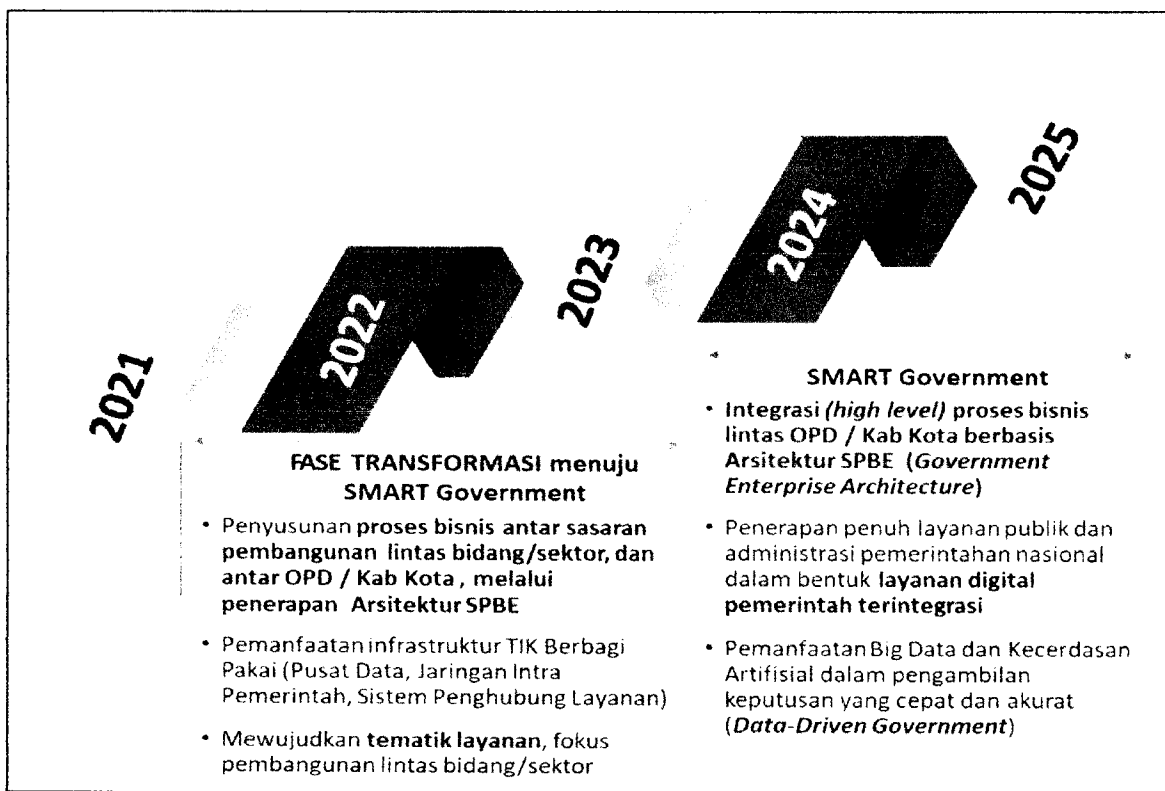 2021
2022
2023
2024
2025
FASE TRANSFORMASI menuju
SMART Government
• Penyusunan proses bisnis antar sasaran
pembangunan lintas bidang/sektor, dan
antar OPD / Kab Kota , melalui
penerapan Arsitektur SPBE
• Pemanfaatan infrastruktur TIK Berbagi
Pakai (Pusat Data, Jaringan Intra
Pemerintah, Sistem Penghubung Layanan)
• Mewujudkan tematik layanan, fokus
pembangunan lintas bidang/sektor
SMART Government
• Integrasi (high level) proses bisnis
lintas OPD / Kab Kota berbasis
Arsitektur SPBE (Government
Enterprise Architecture)
• Penerapan penuh layanan publik dan
administrasi pemerintahan nasional
dalam bentuk layanan digital
pemerintah terintegrasi
• Pemanfaatan Big Data dan Kecerdasan
Artifisial dalam pengambilan
keputusan yang cepat dan akurat
(Data-Driven Government)